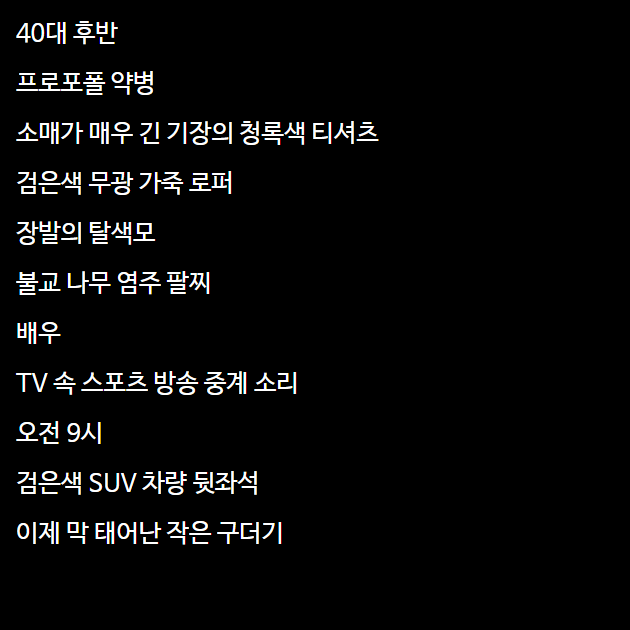 40대 후반
프로포폴 약병
소매가 매우 긴 기장의 청록색 티셔츠
검은색 무광 가죽 로퍼
장발의 탈색모
불교 나무 염주 팔찌
배우
TV 속 스포츠 방송 중계 소리
오전 9시
검은색 SUV 차량 뒷좌석
이제 막 태어난 작은 구더기